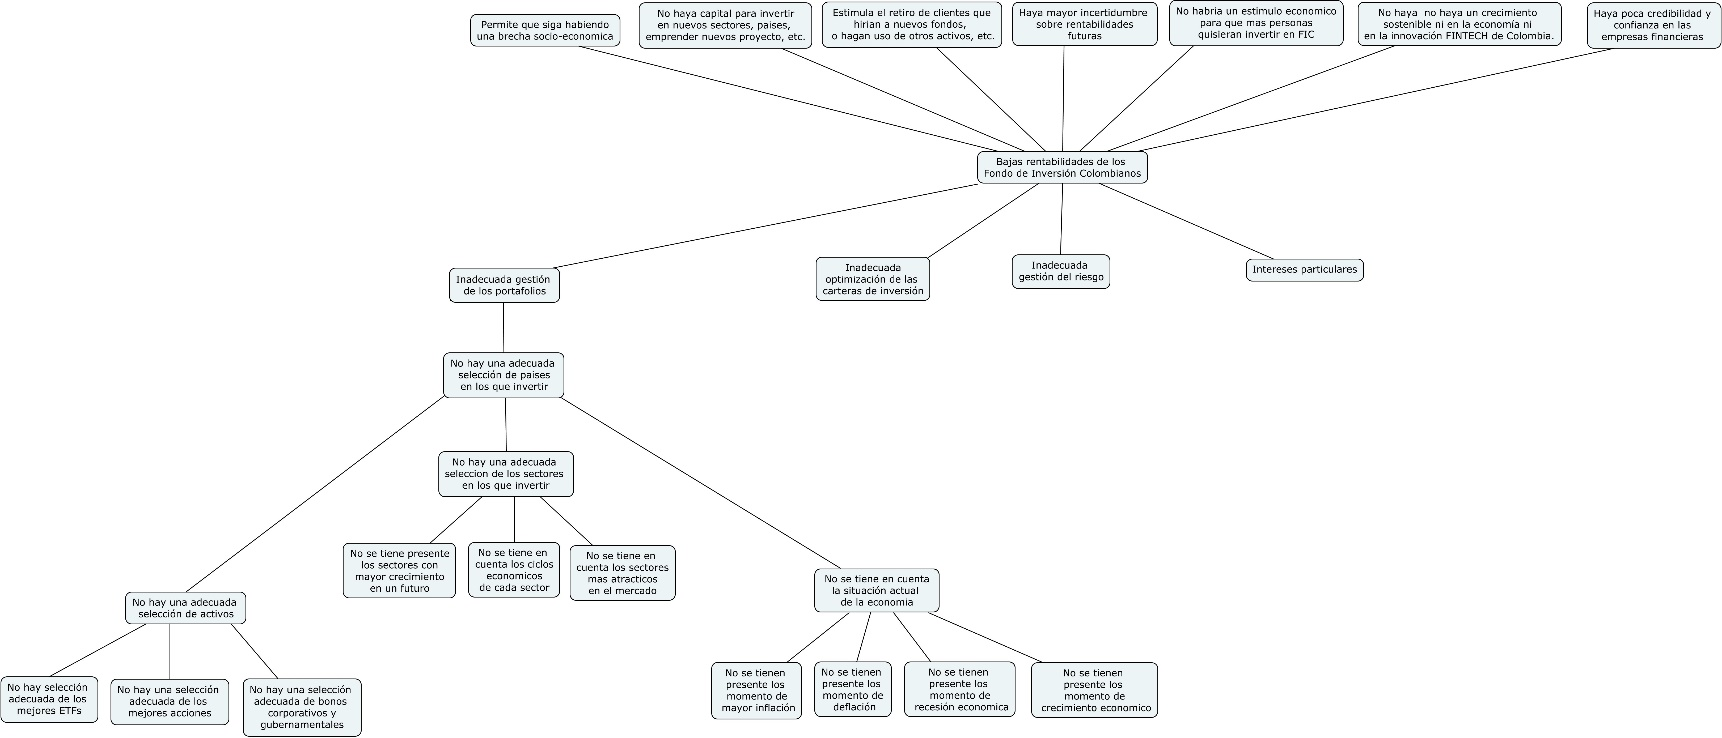 Permite que siga habiendo
una brecha socio-economica
No haya capital para invertir
en nuevos sectores, paises,
emprender nuevos proyecto, etc.
Estimula el retiro de clientes que
hirian a nuevos fondos,
o hagan uso de otros activos, etc.
Haya mayor incertidumbre
sobre rentabilidades
futuras
No habria un estimulo economico
para que mas personas
quisieran invertir en FIC
No haya no haya un crecimiento
sostenible ni en la economía ni
en la innovación FINTECH de Colombia.
Haya poca credibilidad y
confianza en las
empresas financieras
Bajas rentabilidades de los
Fondo de Inversión Colombianos
Inadecuada gestión
de los portafolios
Inadecuada
optimización de las
carteras de inversión
Inadecuada
gestión del riesgo
Intereses particulares
No hay una adecuada
selección de paises
en los que invertir
No hay una adecuada
seleccion de los sectores
en los que invertir
No se tiene presente
los sectores con
mayor crecimiento
en un futuro
No se tiene en
cuenta los ciclos
economicos
de cada sector
No se tiene en
cuenta los sectores
mas atracticos
en el mercado
No hay una adecuada
selección de activos
No se tiene en cuenta
la situación actual
de la economia
No hay selección
adecuada de los
mejores ETFs
No hay una selección
adecuada de los
mejores acciones
No hay una selección
adecuada de bonos
corporativos y
gubernamentales
No se tienen
presente los
momento de
mayor inflación
No se tienen
presente los
momento de
deflación
No se tienen
presente los
momento de
recesión economica
No se tienen
presente los
momento de
crecimiento economico